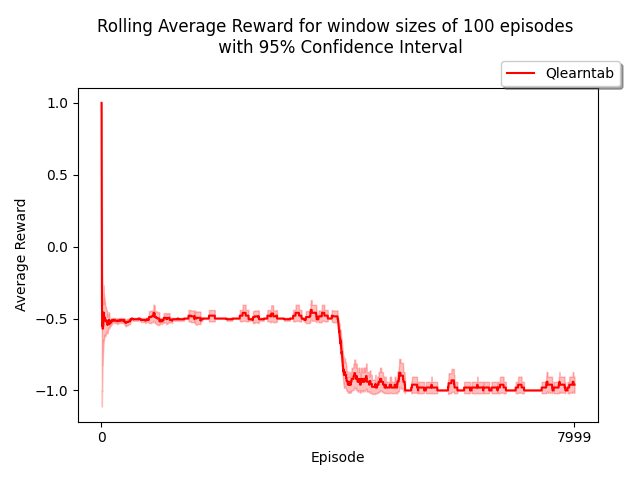 Rolling Average Reward for window sizes of 100 episodes
with 95% Confidence Interval
Qlearntab
1.0
0.5
0.0
−0.5
−1.0
Average Reward
0
7999
Episode